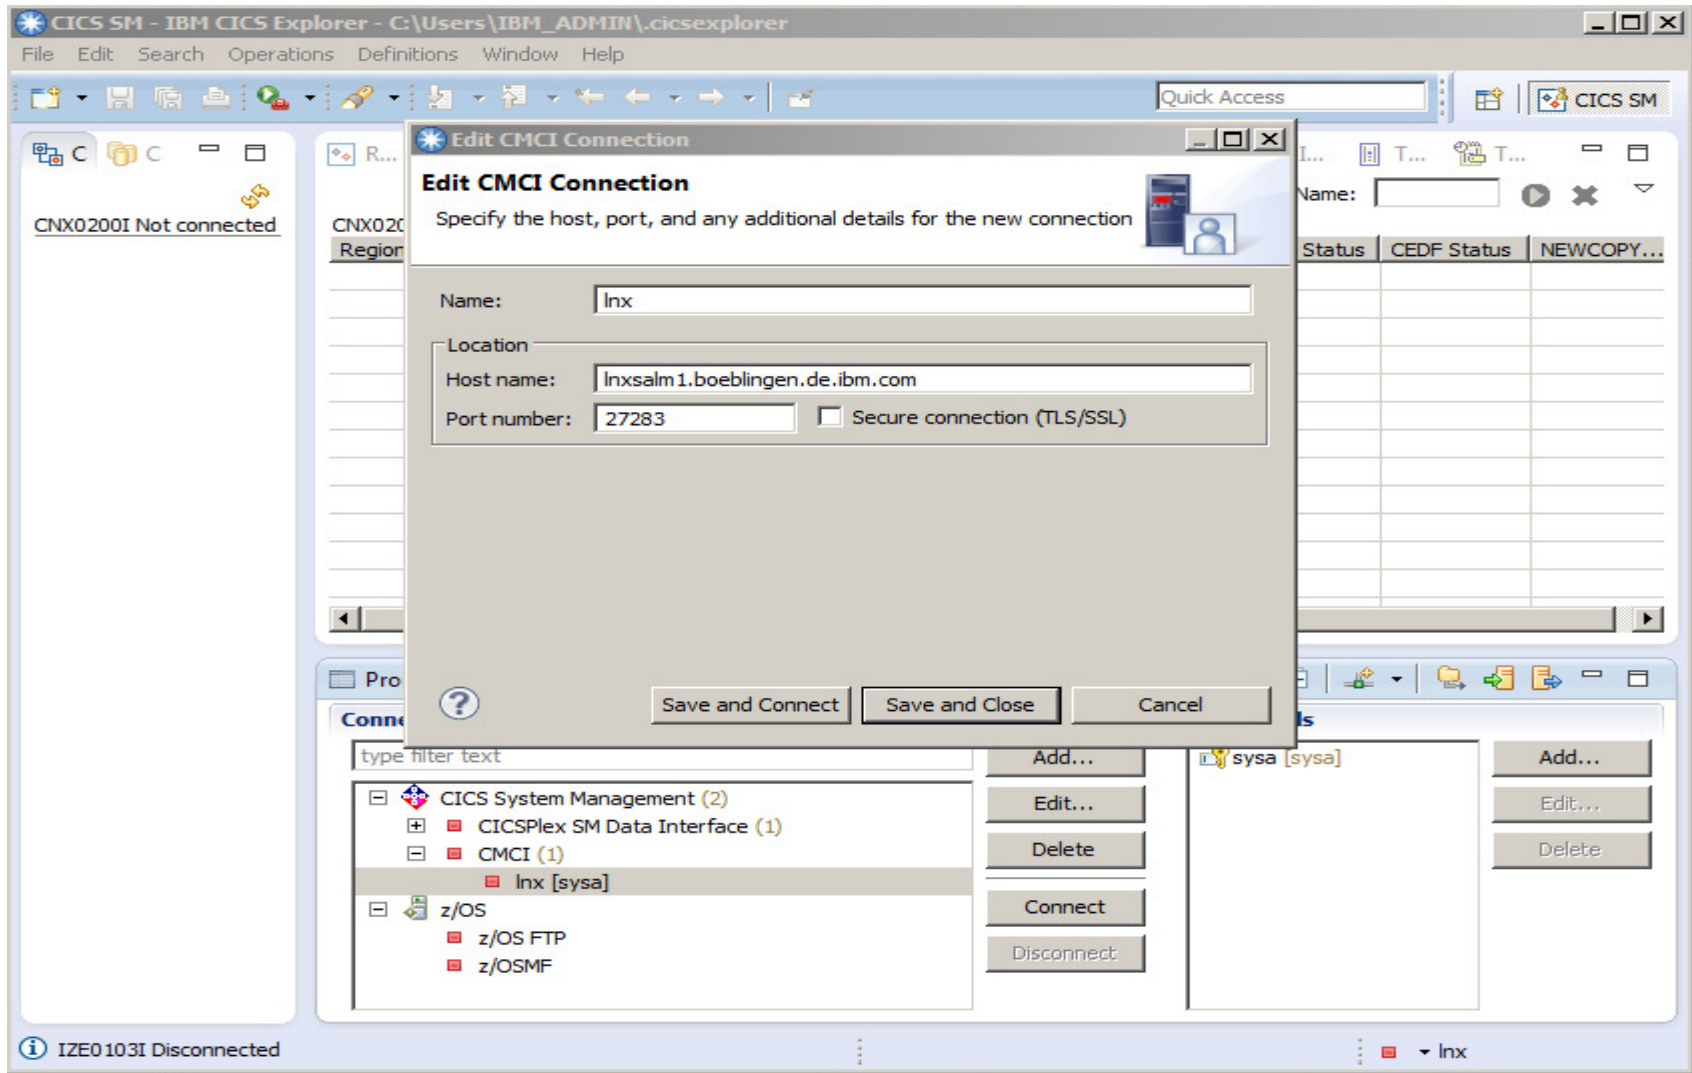 CICS SM - IBM CICS Explorer - C:\Users\IBM_ADMIN\.cicsexplorer
File Edit Search Operations Definitions Window Help
Quick Access
CICS SM
C C
R...
I... T... T...
CNX0200I Not connected
CNX020
Name:
Region
Status CEDF Status NEWCOPY...
Edit CMCI Connection
Edit CMCI Connection
Specify the host, port, and any additional details for the new connection
Name: lnx
Location
Host name: lnxsalm1.boeblingen.de.ibm.com
Port number: 27283 Secure connection (TLS/SSL)
? Save and Connect Save and Close Cancel
Pro
Conne
ls
type filter text
CICS System Management (2)
CICSPlex SM Data Interface (1)
CMCI (1)
lnx [sysa]
z/OS
z/OS FTP
z/OSMF
Add...
Edit...
Delete
Connect
Disconnect
sysa [sysa]
Add...
Edit...
Delete
IZE0103I Disconnected
lnx